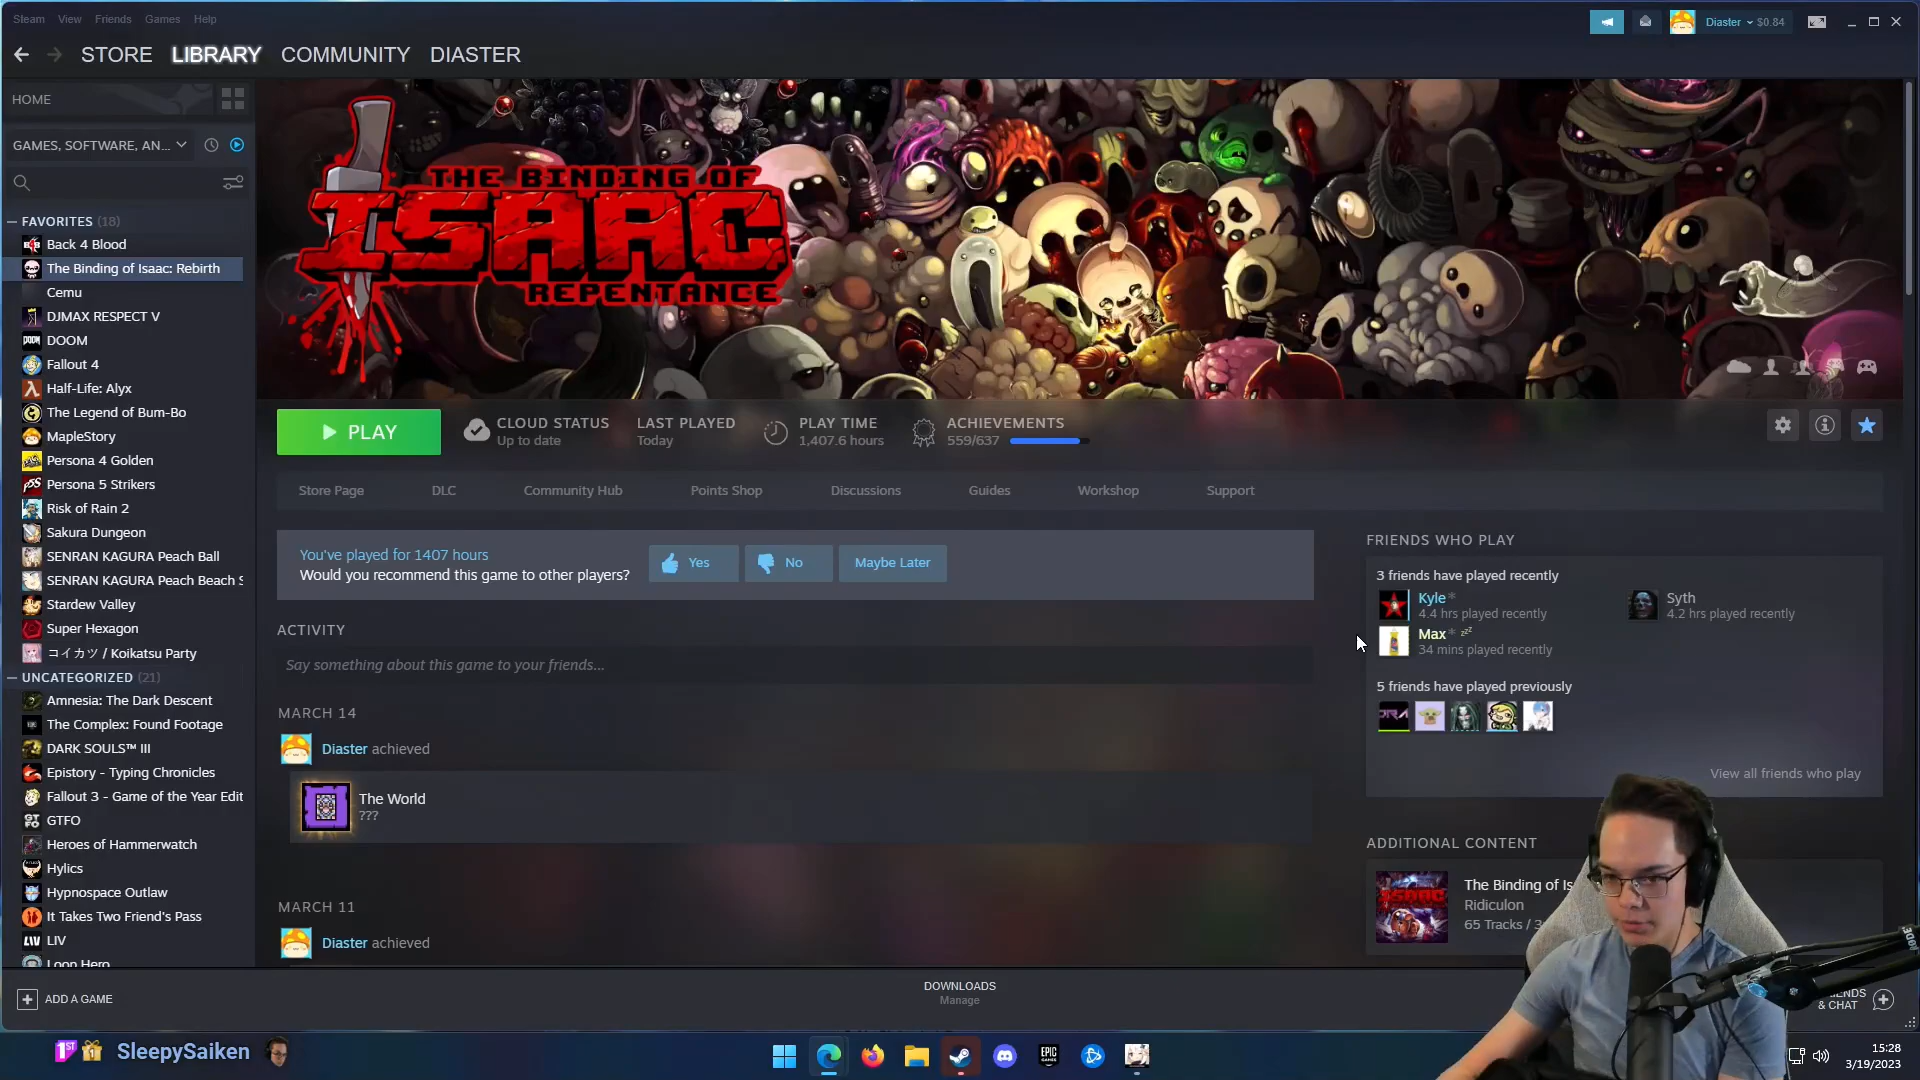 Steam View Friends Games Help
Diaster $0.84
STORE LIBRARY COMMUNITY DIASTER
HOME
GAMES, SOFTWARE, AN...
FAVORITES (18)
Back 4 Blood
The Binding of Isaac: Rebirth
Cemu
DJMAX RESPECT V
DOOM
Fallout 4
Half-Life: Alyx
The Legend of Bum-Bo
MapleStory
Persona 4 Golden
Persona 5 Strikers
Risk of Rain 2
Sakura Dungeon
SENRAN KAGURA Peach Ball
SENRAN KAGURA Peach Beach S
Stardew Valley
Super Hexagon
コイカツ / Koikatsu Party
UNCATEGORIZED (21)
Amnesia: The Dark Descent
The Complex: Found Footage
DARK SOULS™ III
Epistory - Typing Chronicles
Fallout 3 - Game of the Year Edit
GTFO
Heroes of Hammerwatch
Hylics
Hypnospace Outlaw
It Takes Two Friend's Pass
LIV
Loop Hero
ADD A GAME
THE BINDING OF
ISAAC
REPENTANCE
PLAY
CLOUD STATUS
Up to date
LAST PLAYED
Today
PLAY TIME
1,407.6 hours
ACHIEVEMENTS
559/637
Store Page DLC Community Hub Points Shop Discussions Guides Workshop Support
You've played for 1407 hours
Would you recommend this game to other players?
Yes No Maybe Later
ACTIVITY
Say something about this game to your friends...
MARCH 14
Diaster achieved
The World
???
MARCH 11
Diaster achieved
FRIENDS WHO PLAY
3 friends have played recently
Kyle*
4.4 hrs played recently
Syth
4.2 hrs played recently
Max* zzz
34 mins played recently
5 friends have played previously
View all friends who play
ADDITIONAL CONTENT
The Binding of Is
Ridiculon
65 Tracks / 3
DOWNLOADS
Manage
& CHAT
1ST
SleepySaiken
EPIC GAMES
15:28
3/19/2023